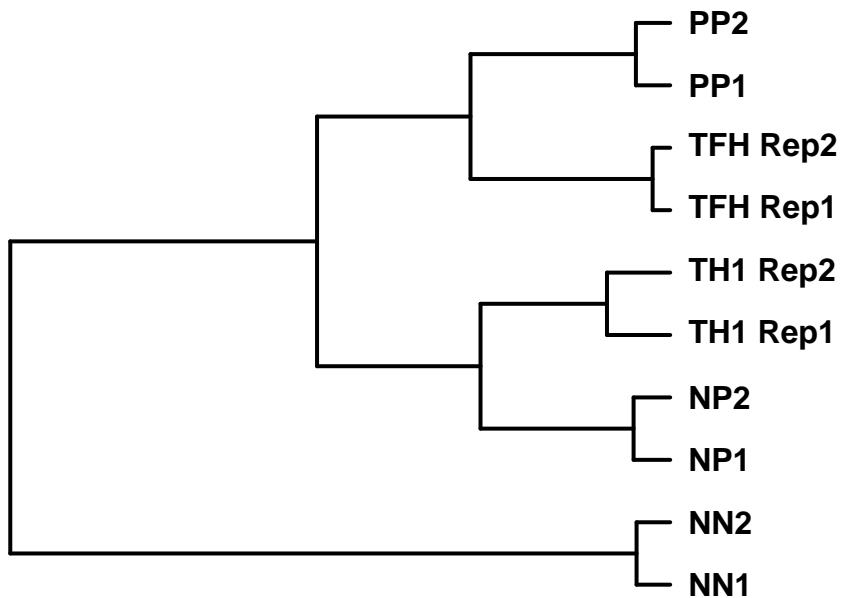 PP2
PP1
TFH Rep2
TFH Rep1
TH1 Rep2
TH1 Rep1
NP2
NP1
NN2
NN1